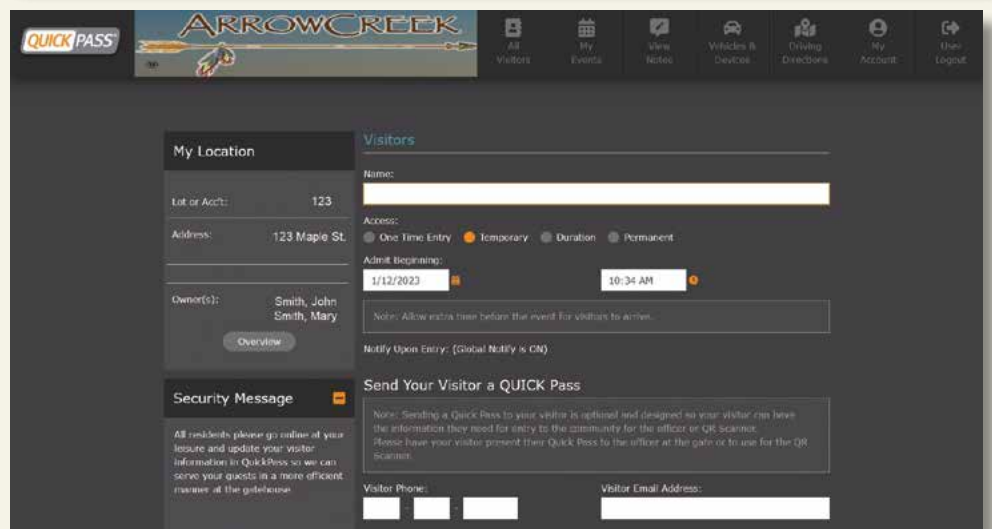 QUICK PASS
ARROWCREEK
All Visitors
My Events
View Notes
Vehicles & Devices
Driving Directions
My Account
User Logout
My Location
Lot or Acc't: 123
Address: 123 Maple St.
Owner(s): Smith, John
Smith, Mary
Overview
Security Message
All residents please go online at your
leisure and update your visitor
information in QuickPass so we can
serve your guests in a more efficient
manner at the gatehouse
Visitors
Name:
Access:
One Time Entry Temporary Duration Permanent
Admit Beginning:
1/12/2023 10:34 AM
Note: Allow extra time before the event for visitors to arrive.
Notify Upon Entry: (Global Notify is ON)
Send Your Visitor a QUICK Pass
Note: Sending a Quick Pass to your visitor is optional and designed so your visitor can have
the information they need for entry to the community for the officer or QR Scanner.
Please have your visitor present their Quick Pass to the officer at the gate or to use for the QR
Scanner.
Visitor Phone: Visitor Email Address:
- -